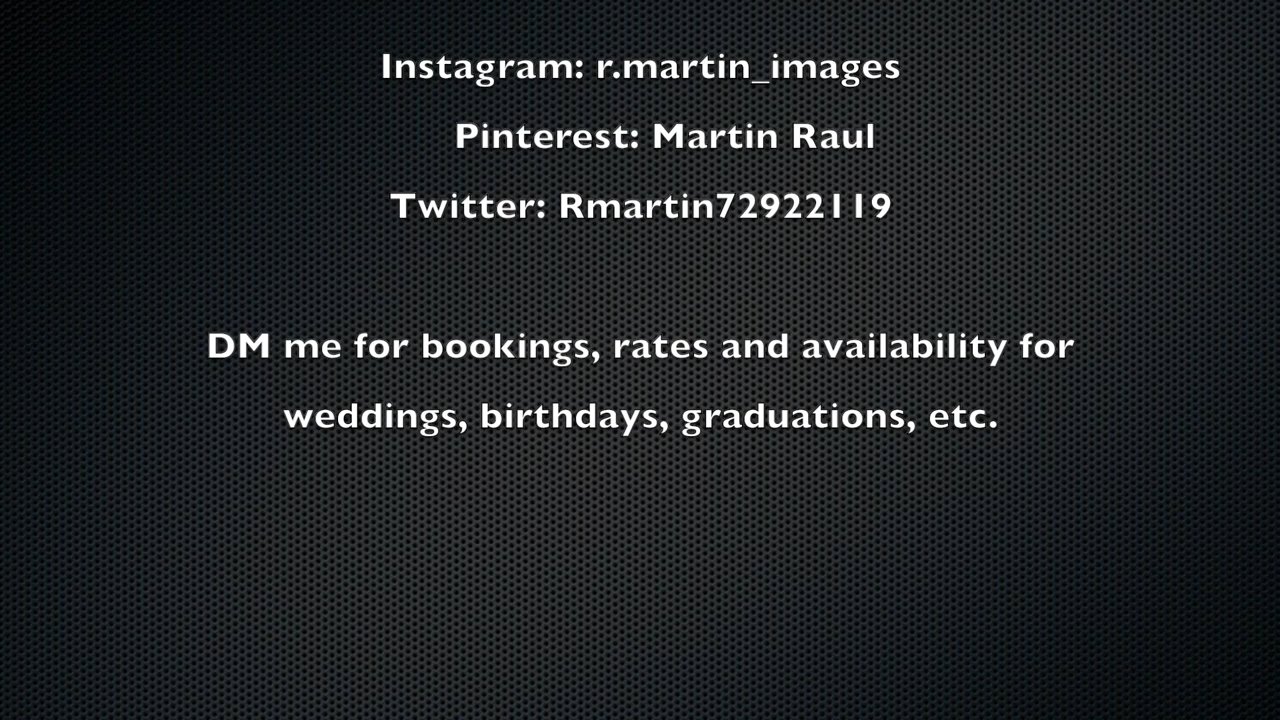 Instagram: r.martin_images
Pinterest: Martin Raul
Twitter: Rmartin72922119
DM me for bookings, rates and availability for
weddings, birthdays, graduations, etc.